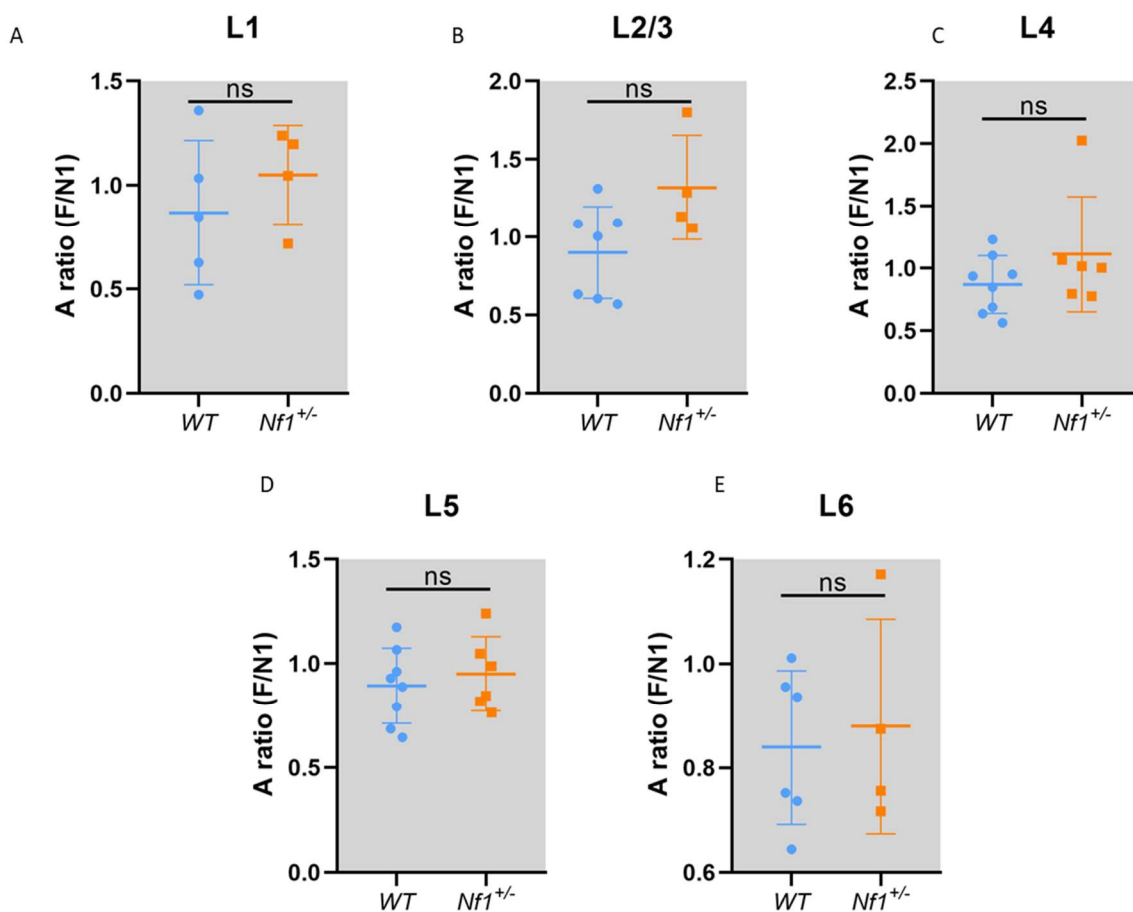 A
L1
A ratio (F/N1)
1.5
1.0
0.5
0.0
ns
WT
Nf1+/-
B
L2/3
A ratio (F/N1)
2.0
1.5
1.0
0.5
0.0
ns
WT
Nf1+/-
C
L4
A ratio (F/N1)
2.5
2.0
1.5
1.0
0.5
0.0
ns
WT
Nf1+/-
D
L5
A ratio (F/N1)
1.5
1.0
0.5
0.0
ns
WT
Nf1+/-
E
L6
A ratio (F/N1)
1.2
1.0
0.8
0.6
ns
WT
Nf1+/-